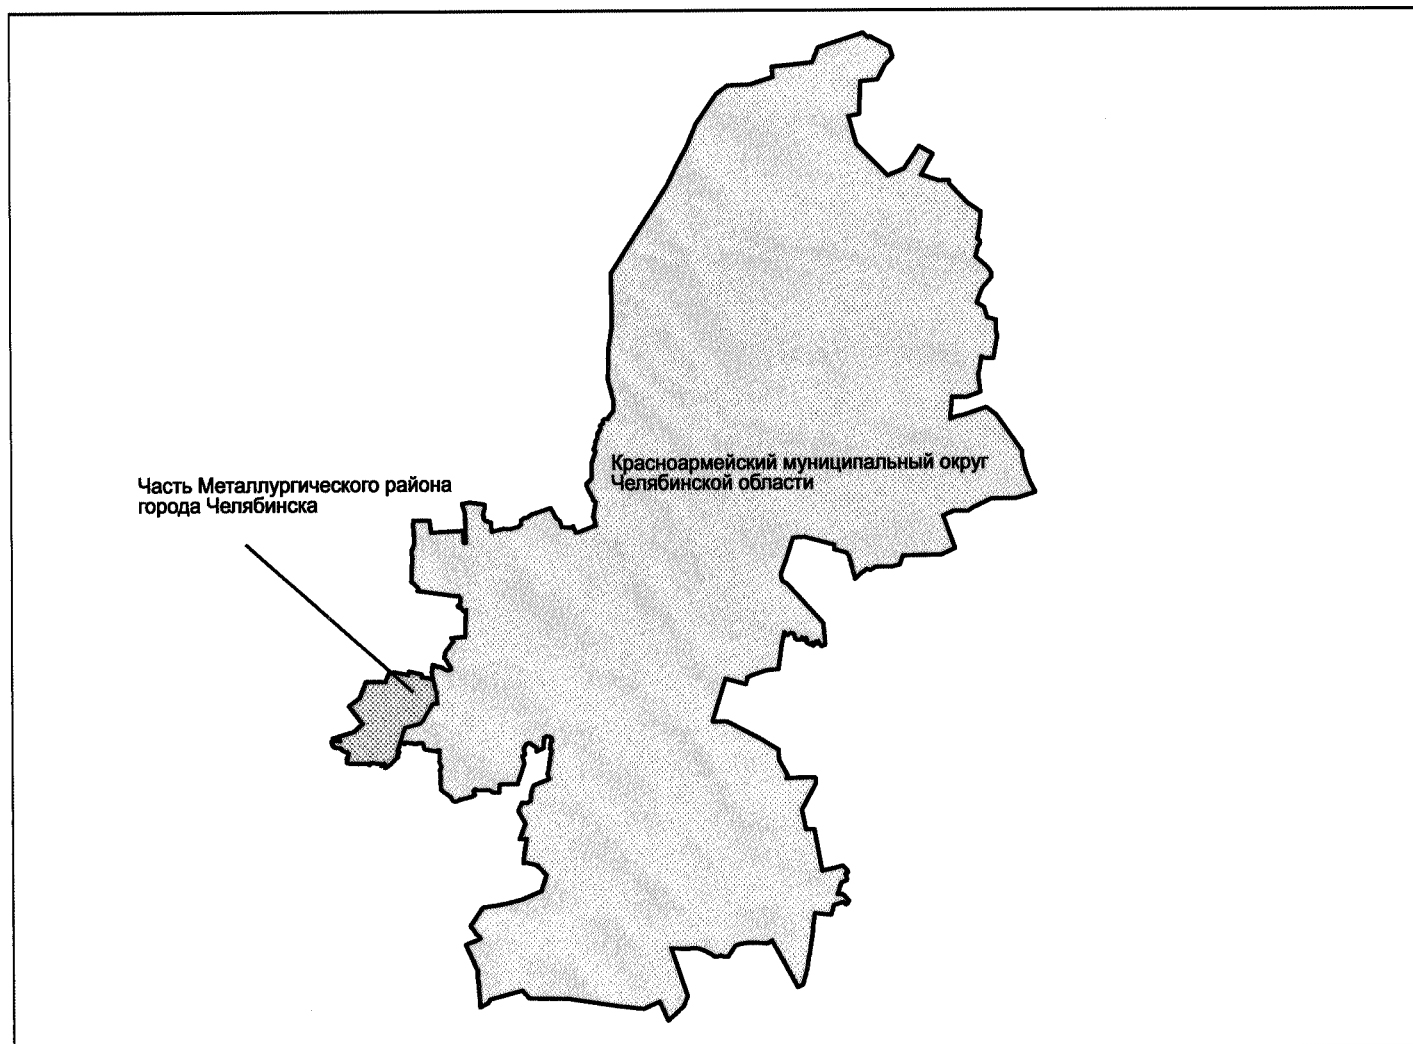 Красноармейский муниципальный округ
Челябинской области
Часть Металлургического района
города Челябинска